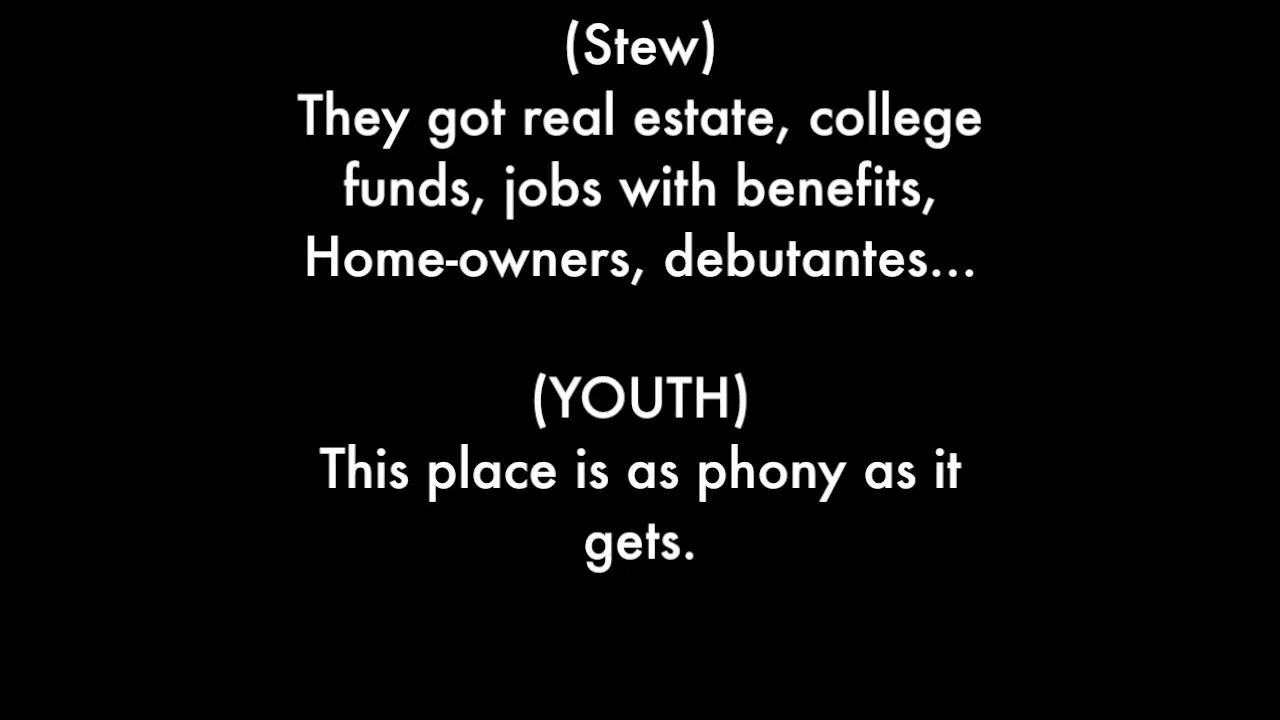 (Stew)
They got real estate, college
funds, jobs with benefits,
Home-owners, debutantes...
(YOUTH)
This place is as phony as it
gets.